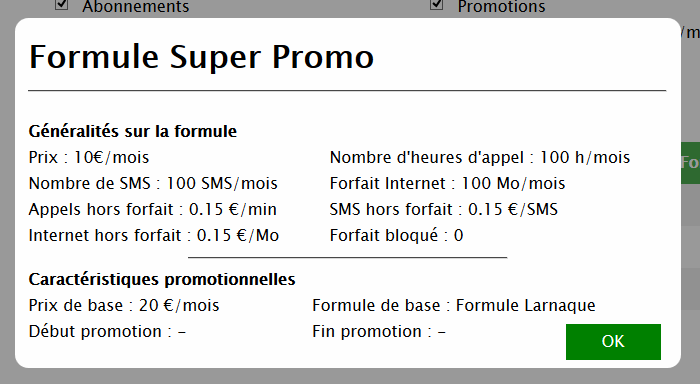 Abonnements Promotions
/m
Formule Super Promo
Généralités sur la formule
Prix : 10€/mois Nombre d'heures d'appel : 100 h/mois
Fo
Nombre de SMS : 100 SMS/mois Forfait Internet : 100 Mo/mois
Appels hors forfait : 0.15 €/min SMS hors forfait : 0.15 €/SMS
Internet hors forfait : 0.15 €/Mo Forfait bloqué : 0
Caractéristiques promotionnelles
Prix de base : 20 €/mois Formule de base : Formule Larnaque
Début promotion : - Fin promotion : -
OK